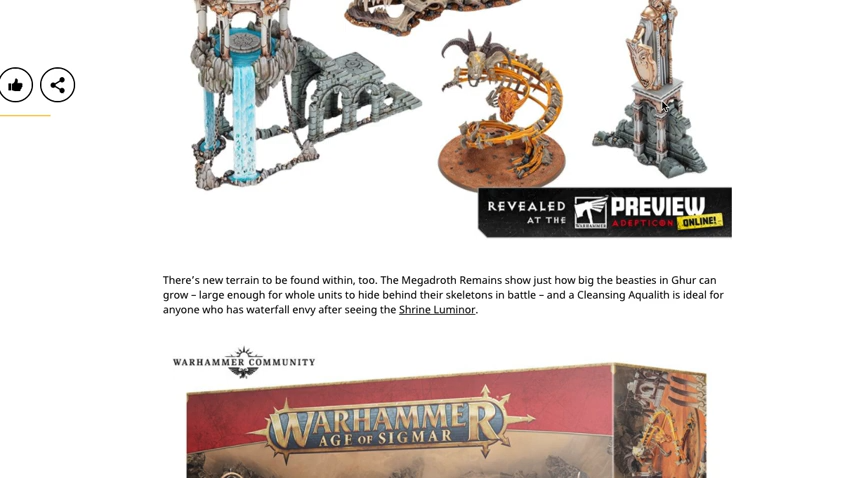 REVEALED
AT THE
WARHAMMER
PREVIEW
ADEPTICON
ONLINE!
There's new terrain to be found within, too. The Megadroth Remains show just how big the beasties in Ghur can
grow – large enough for whole units to hide behind their skeletons in battle – and a Cleansing Aqualith is ideal for
anyone who has waterfall envy after seeing the Shrine Luminor.
WARHAMMER COMMUNITY
WARHAMMER
AGE OF SIGMAR